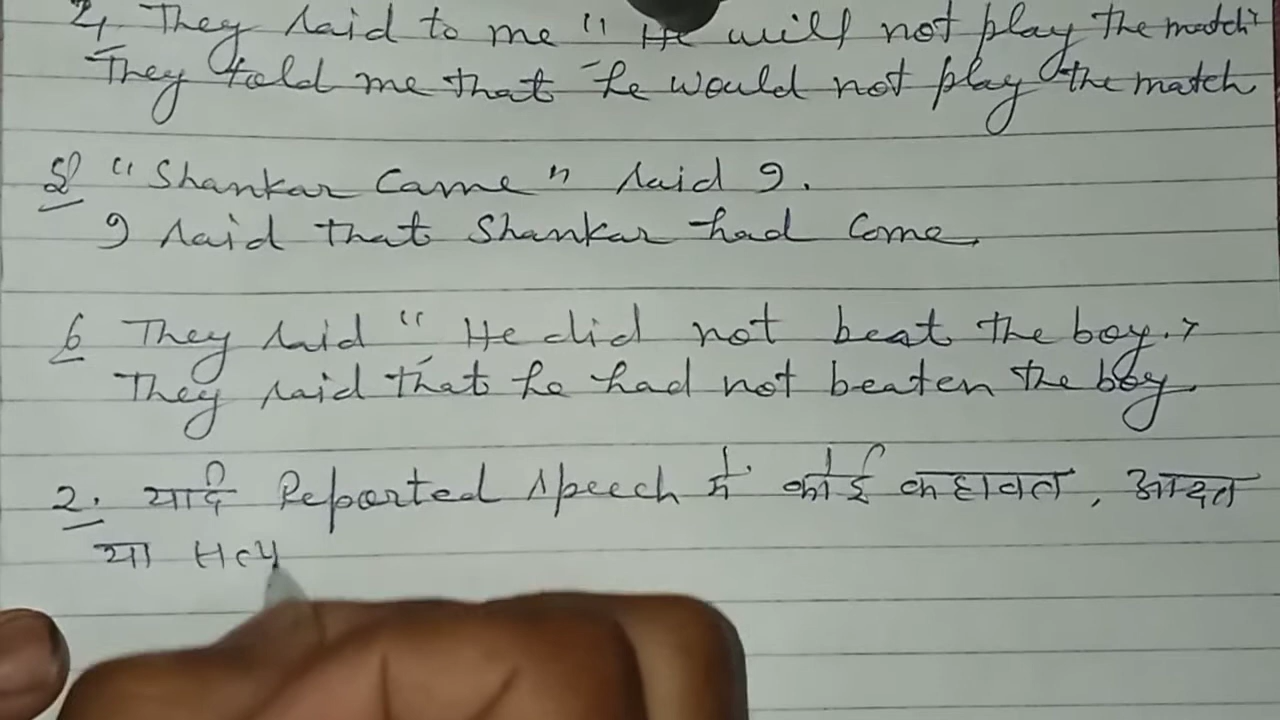 4, They said to me " He will not play the match"
They told me that he would not play the match
5 " Shankar Came " said I.
I said that Shankar had Come.
6 They said " He did not beat the boy."
They said that he had not beaten the boy
2. यदि Reported speech में कोई कहावत, आदत
या सत्य